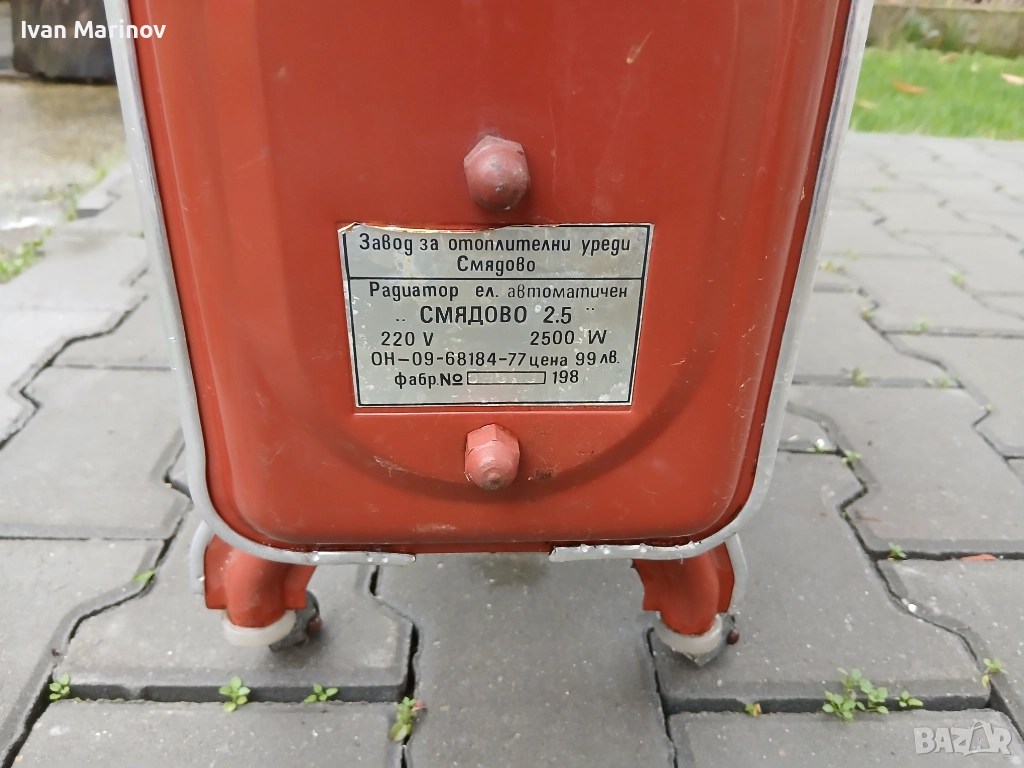 Ivan Marinov
Завод за отоплителни уреди
Смядово
Радиатор ел. автоматичен
„ СМЯДОВО 2.5 "
220 V 2500 W
ОН-09-68184-77 цена 99 лв.
фабр.№ 198
BAZAR